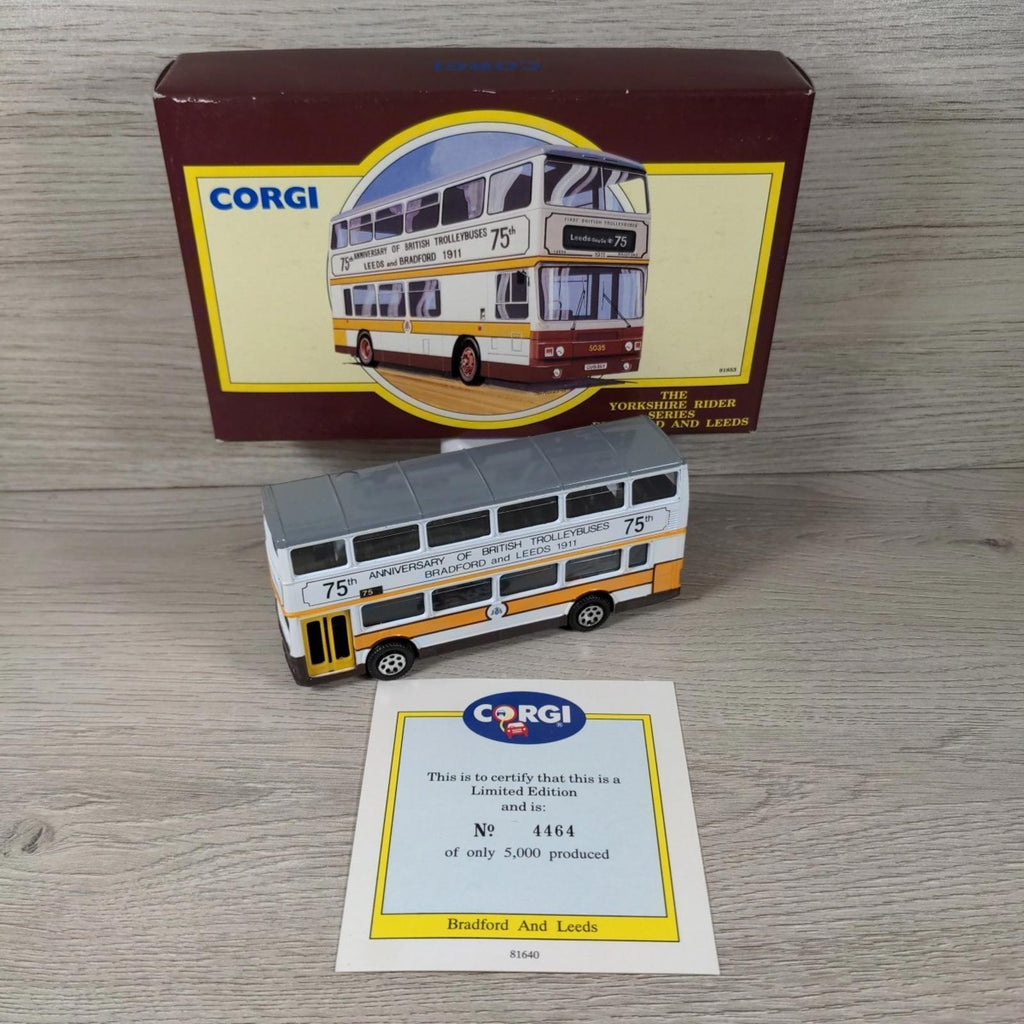 CORGI
CORGI
FIRST BRITISH TROLLEYBUSES
75th ANNIVERSARY OF BRITISH TROLLEYBUSES 75th
LEEDS and BRADFORD 1911
Leeds 75
5035
81853
THE
YORKSHIRE RIDER
SERIES
D AND LEEDS
75th ANNIVERSARY OF BRITISH TROLLEYBUSES 75th
BRADFORD and LEEDS 1911
75
CORGI
®
This is to certify that this is a
Limited Edition
and is:
Nº 4464
of only 5,000 produced
Bradford And Leeds
81640